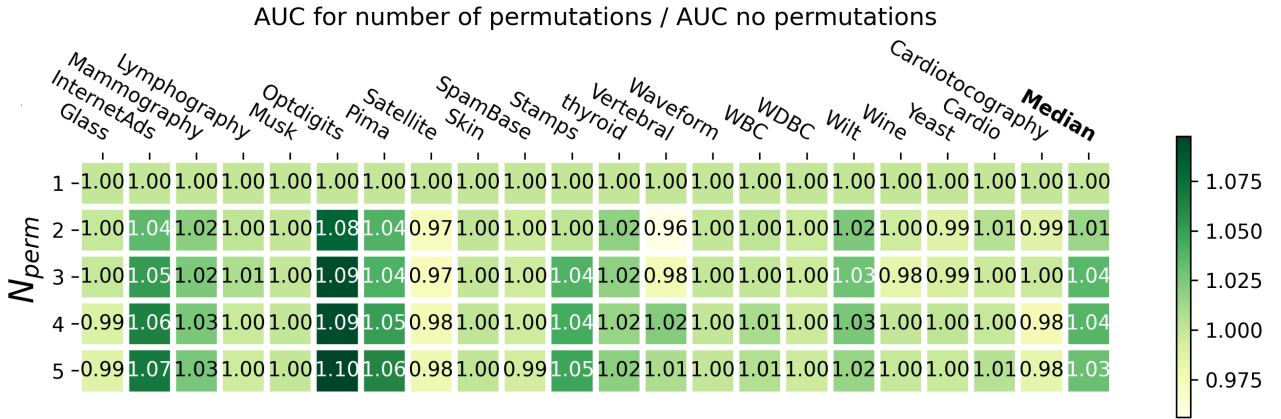 AUC for number of permutations / AUC no permutations
Glass
InternetAds
Mammography
Lymphography
Musk
Optdigits
Pima
Satellite
Skin
SpamBase
Stamps
thyroid
Vertebral
Waveform
WBC
WDBC
Wilt
Wine
Yeast
Cardio
Cardiotocography
Median
N_perm
1 1.00 1.00 1.00 1.00 1.00 1.00 1.00 1.00 1.00 1.00 1.00 1.00 1.00 1.00 1.00 1.00 1.00 1.00 1.00 1.00 1.00 1.00
2 1.00 1.04 1.02 1.00 1.00 1.08 1.04 0.97 1.00 1.00 1.00 1.02 0.96 1.00 1.00 1.00 1.02 1.00 0.99 1.01 0.99 1.01
3 1.00 1.05 1.02 1.01 1.00 1.09 1.04 0.97 1.00 1.00 1.04 1.02 0.98 1.00 1.00 1.00 1.03 0.98 0.99 1.00 1.00 1.04
4 0.99 1.06 1.03 1.00 1.00 1.09 1.05 0.98 1.00 1.00 1.04 1.02 1.02 1.00 1.01 1.00 1.03 1.00 1.00 1.00 0.98 1.04
5 0.99 1.07 1.03 1.00 1.00 1.10 1.06 0.98 1.00 0.99 1.05 1.02 1.01 1.00 1.01 1.00 1.02 1.00 1.00 1.01 0.98 1.03
1.075
1.050
1.025
1.000
0.975